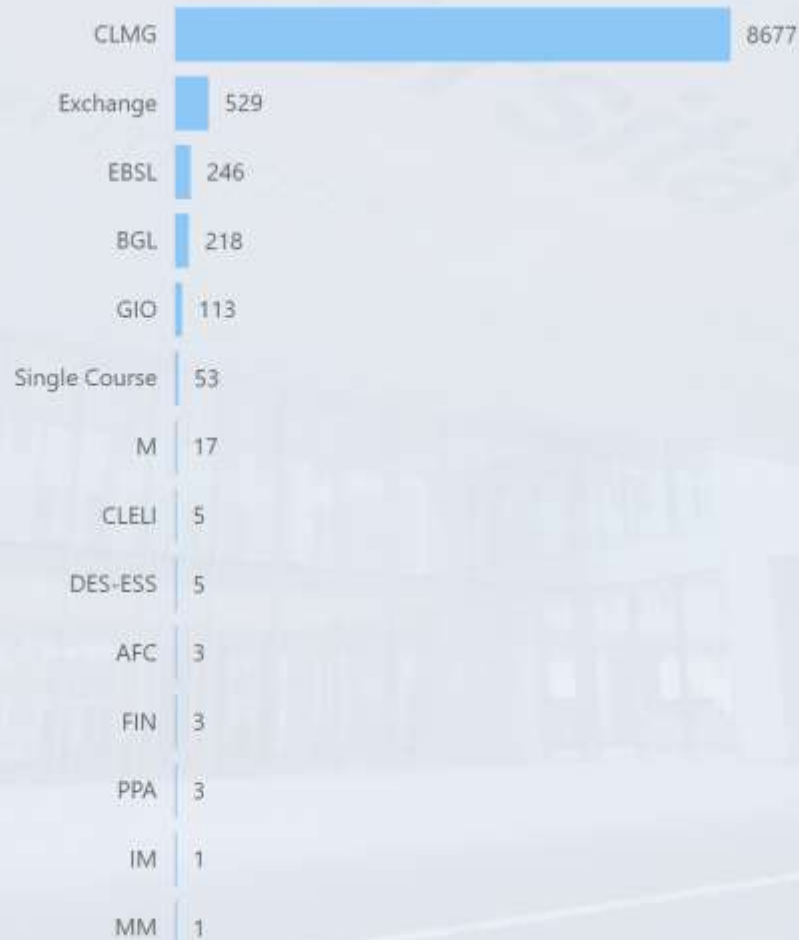 CLMG 8677
Exchange 529
EBSL 246
BGL 218
GIO 113
Single Course 53
M 17
CLELI 5
DES-ESS 5
AFC 3
FIN 3
PPA 3
IM 1
MM 1